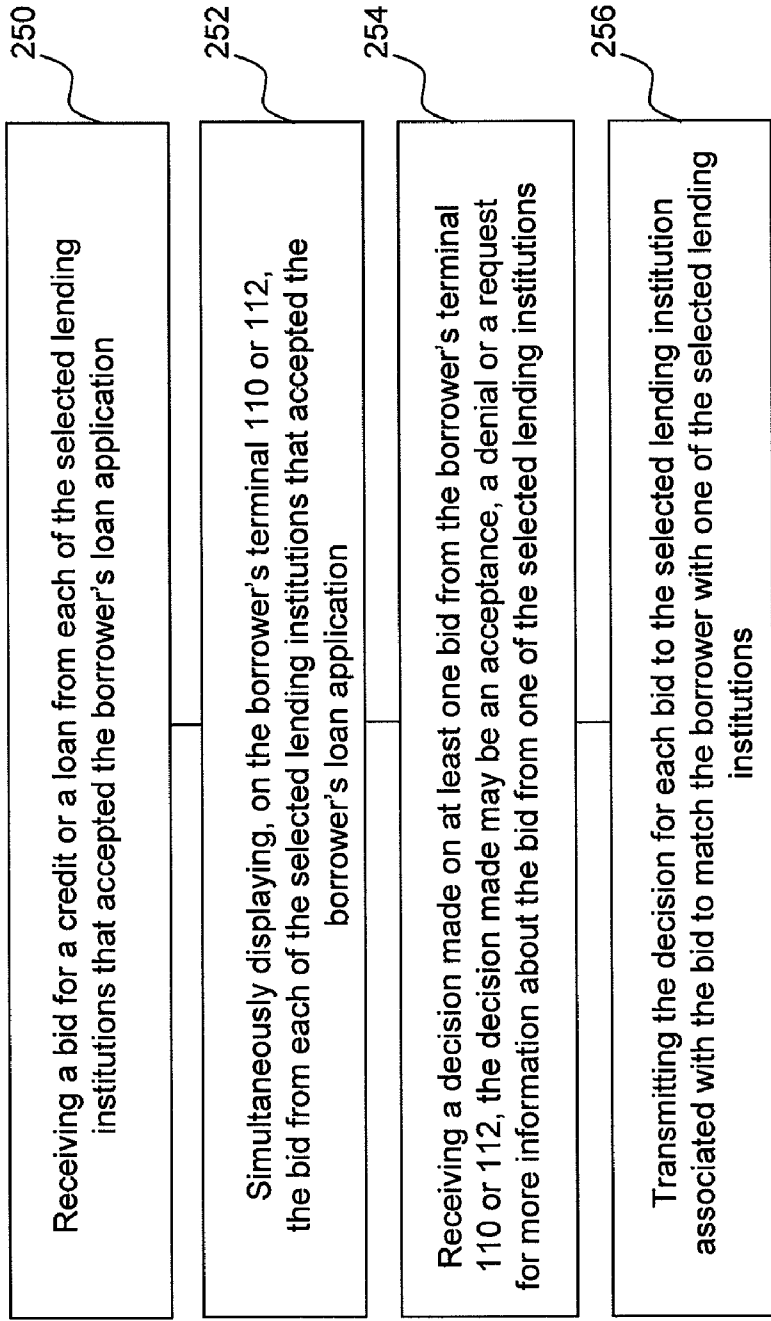 250
Receiving a bid for a credit or a loan from each of the selected lending
institutions that accepted the borrower's loan application
252
Simultaneously displaying, on the borrower's terminal 110 or 112,
the bid from each of the selected lending institutions that accepted the
borrower's loan application
254
Receiving a decision made on at least one bid from the borrower's terminal
110 or 112, the decision made may be an acceptance, a denial or a request
for more information about the bid from one of the selected lending institutions
256
Transmitting the decision for each bid to the selected lending institution
associated with the bid to match the borrower with one of the selected lending
institutions